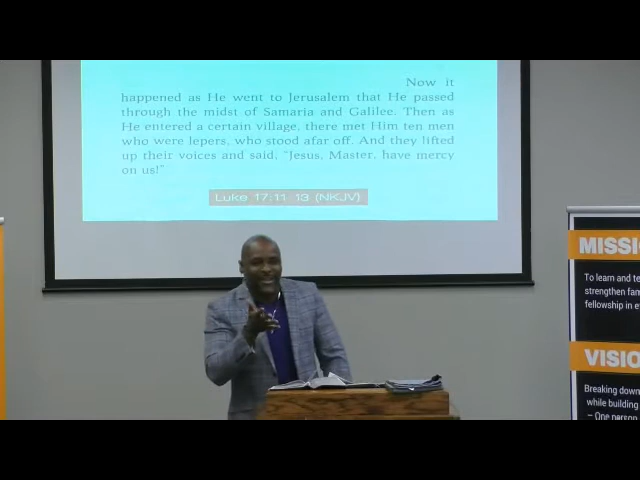 Now it
happened as He went to Jerusalem that He passed
through the midst of Samaria and Galilee. Then as
He entered a certain village, there met Him ten men
who were lepers, who stood afar off. And they lifted
up their voices and said, "Jesus, Master, have mercy
on us!"
Luke 17:11-13 (NKJV)
MISSIO
To learn and te
strengthen fam
fellowship in e
VISIO
Breaking down
while building
– One person